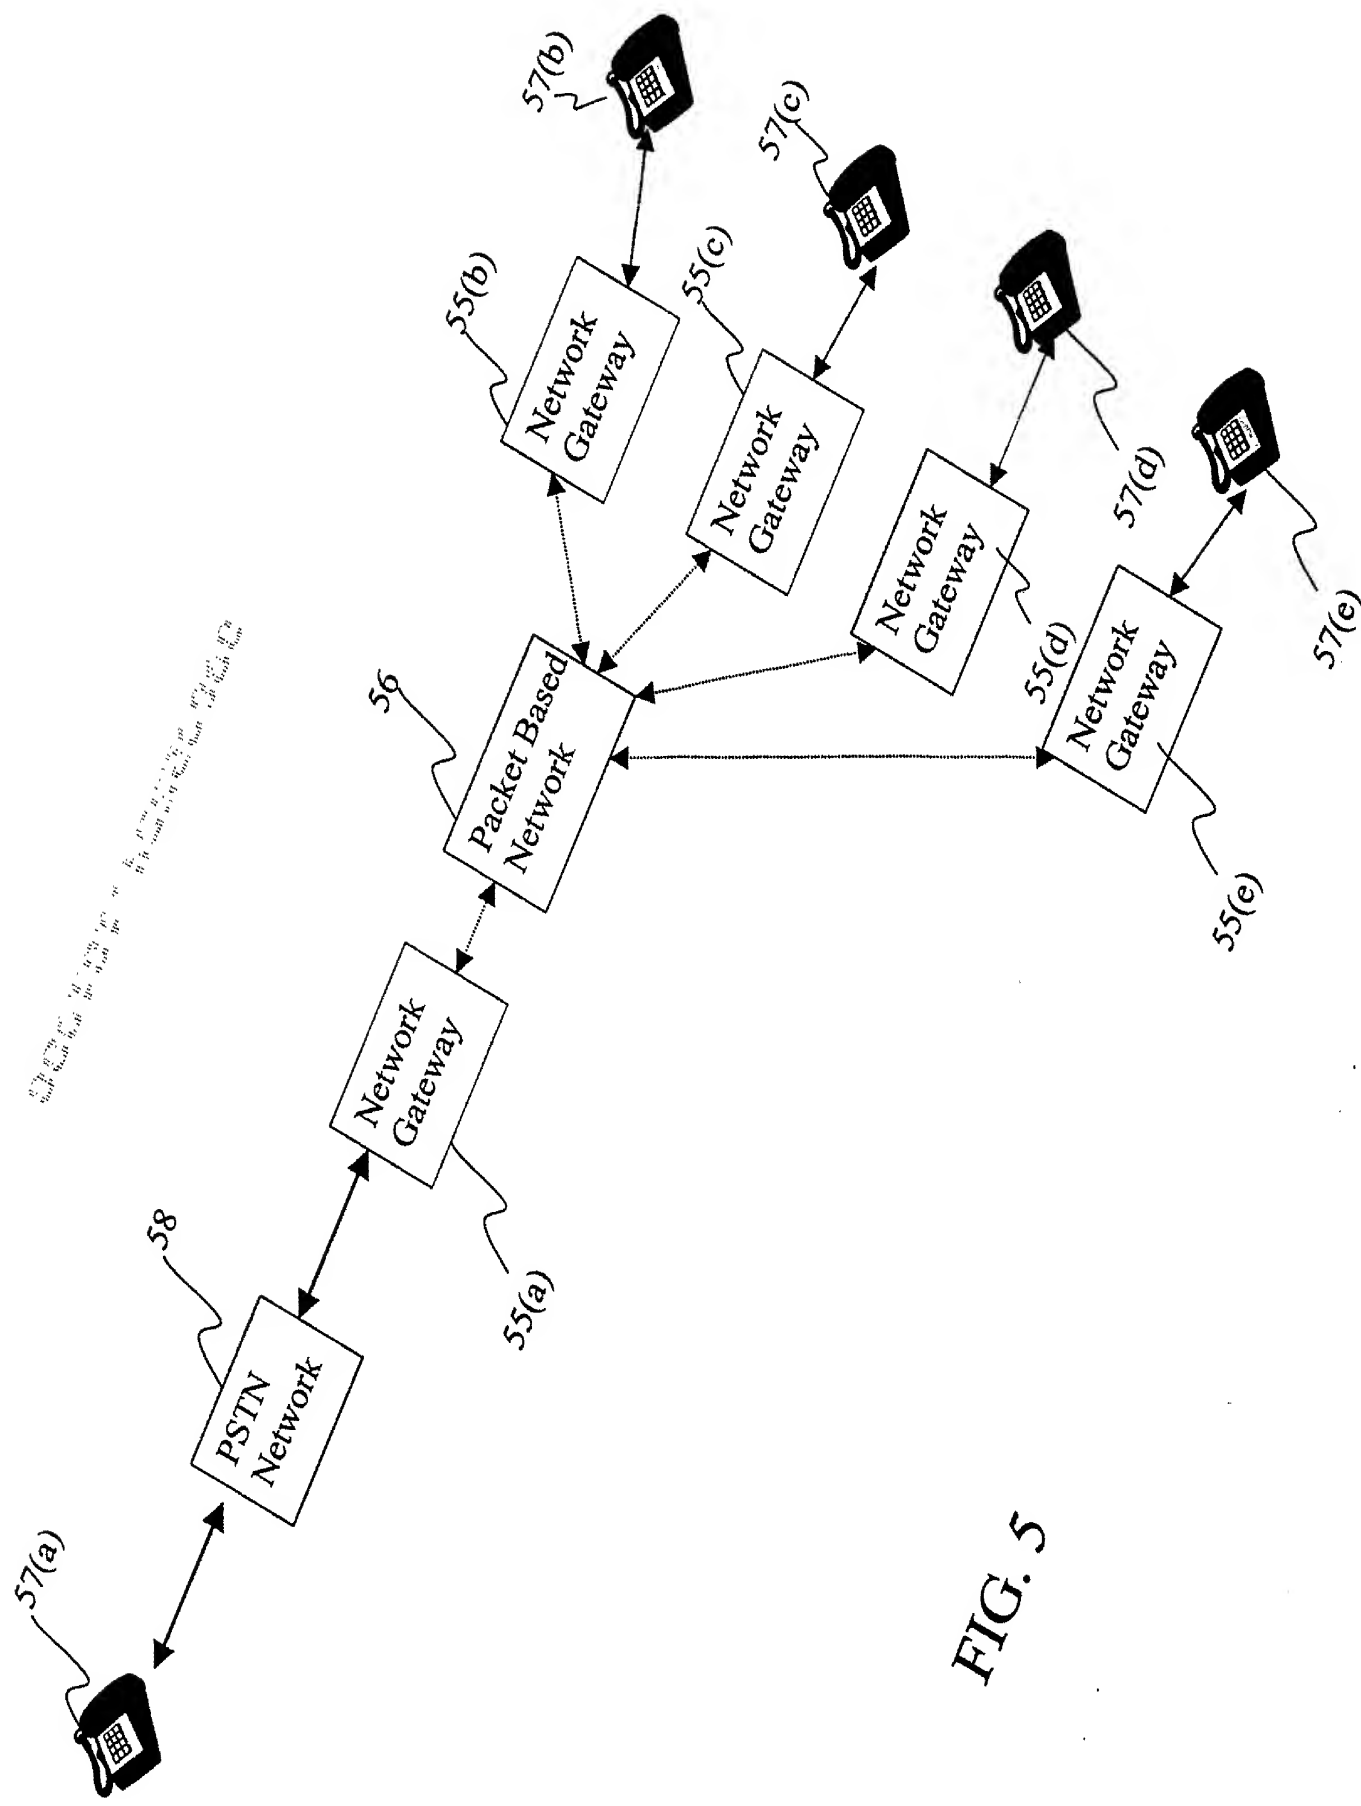 57(a)
58
PSTN
Network
55(a)
Network
Gateway
56
Packet Based
Network
55(b)
Network
Gateway
57(b)
55(c)
Network
Gateway
57(c)
55(d)
Network
Gateway
57(d)
55(e)
Network
Gateway
57(e)
FIG. 5